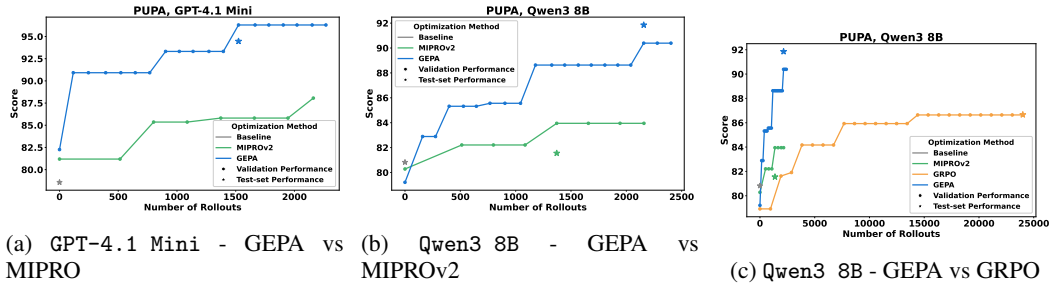 PUPA, GPT-4.1 Mini
Score
95.0
92.5
90.0
87.5
85.0
82.5
80.0
Optimization Method
Baseline
MIPROv2
GEPA
Validation Performance
Test-set Performance
0 500 1000 1500 2000
Number of Rollouts
(a) GPT-4.1 Mini - GEPA vs
MIPRO
PUPA, Qwen3 8B
Score
92
90
88
86
84
82
80
Optimization Method
Baseline
MIPROv2
GEPA
Validation Performance
Test-set Performance
0 500 1000 1500 2000 2500
Number of Rollouts
(b) Qwen3 8B - GEPA vs
MIPROv2
PUPA, Qwen3 8B
Score
92
90
88
86
84
82
80
Optimization Method
Baseline
MIPROv2
GRPO
GEPA
Validation Performance
Test-set Performance
0 5000 10000 15000 20000 25000
Number of Rollouts
(c) Qwen3 8B - GEPA vs GRPO